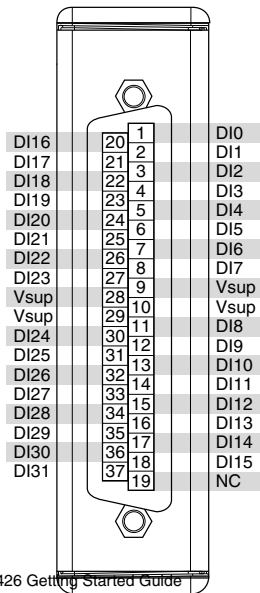 1 DI0
DI16 20
2 DI1
DI17 21
3 DI2
DI18 22
4 DI3
DI19 23
5 DI4
DI20 24
6 DI5
DI21 25
7 DI6
DI22 26
8 DI7
DI23 27
9 Vsup
Vsup 28
10 Vsup
Vsup 29
11 DI8
DI24 30
12 DI9
DI25 31
13 DI10
DI26 32
14 DI11
DI27 33
15 DI12
DI28 34
16 DI13
DI29 35
17 DI14
DI30 36
18 DI15
DI31 37
19 NC
426 Getting Started Guide